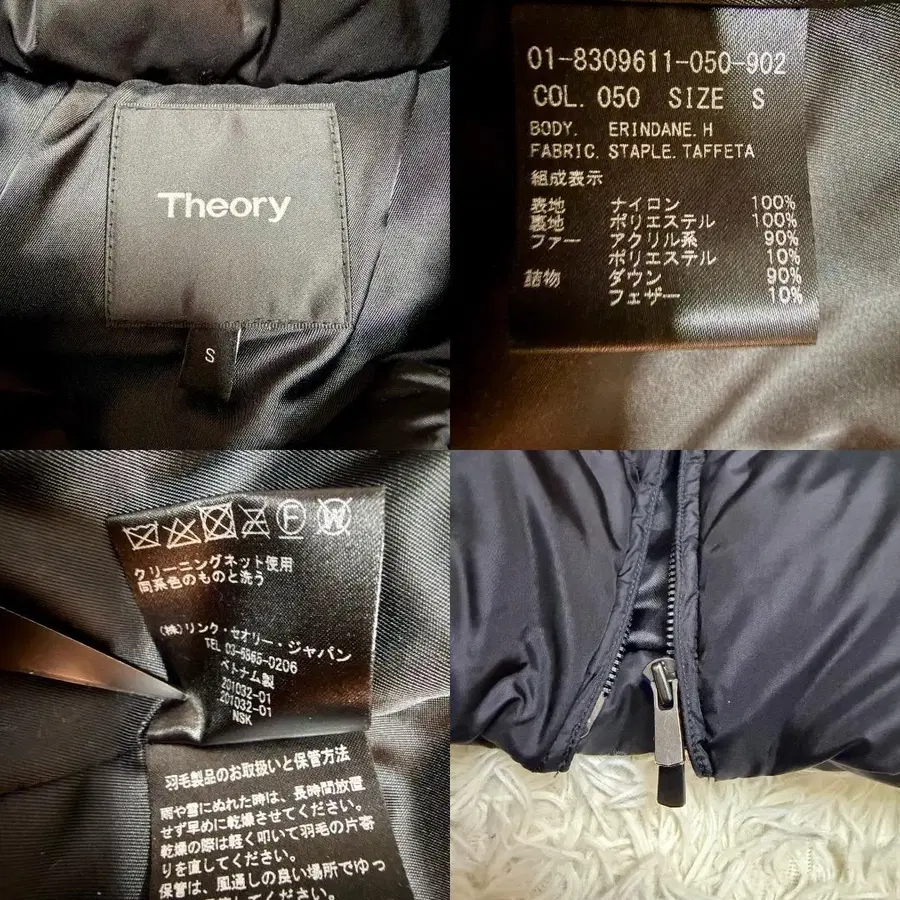 Theory
S
01-8309611-050-902
COL. 050 SIZE S
BODY. ERINDANE.H
FABRIC. STAPLE.TAFFETA
組成表示
表地 ナイロン 100%
裏地 ポリエステル 100%
ファー アクリル系 90%
ポリエステル 10%
詰物 ダウン 90%
フェザー 10%
F
W
クリーニングネット使用
同系色のものと洗う
(株)リンク・セオリー・ジャパン
TEL 03-6865-0206
ベトナム製
201032-01
201032-01
NSK
羽毛製品のお取扱いと保管方法
雨や雪にぬれた時は、長時間放置
せず早めに乾燥させてください。
乾燥の際は軽く叩いて羽毛の片寄
りを直してください。
保管は、風通しの良い場所でゆっ